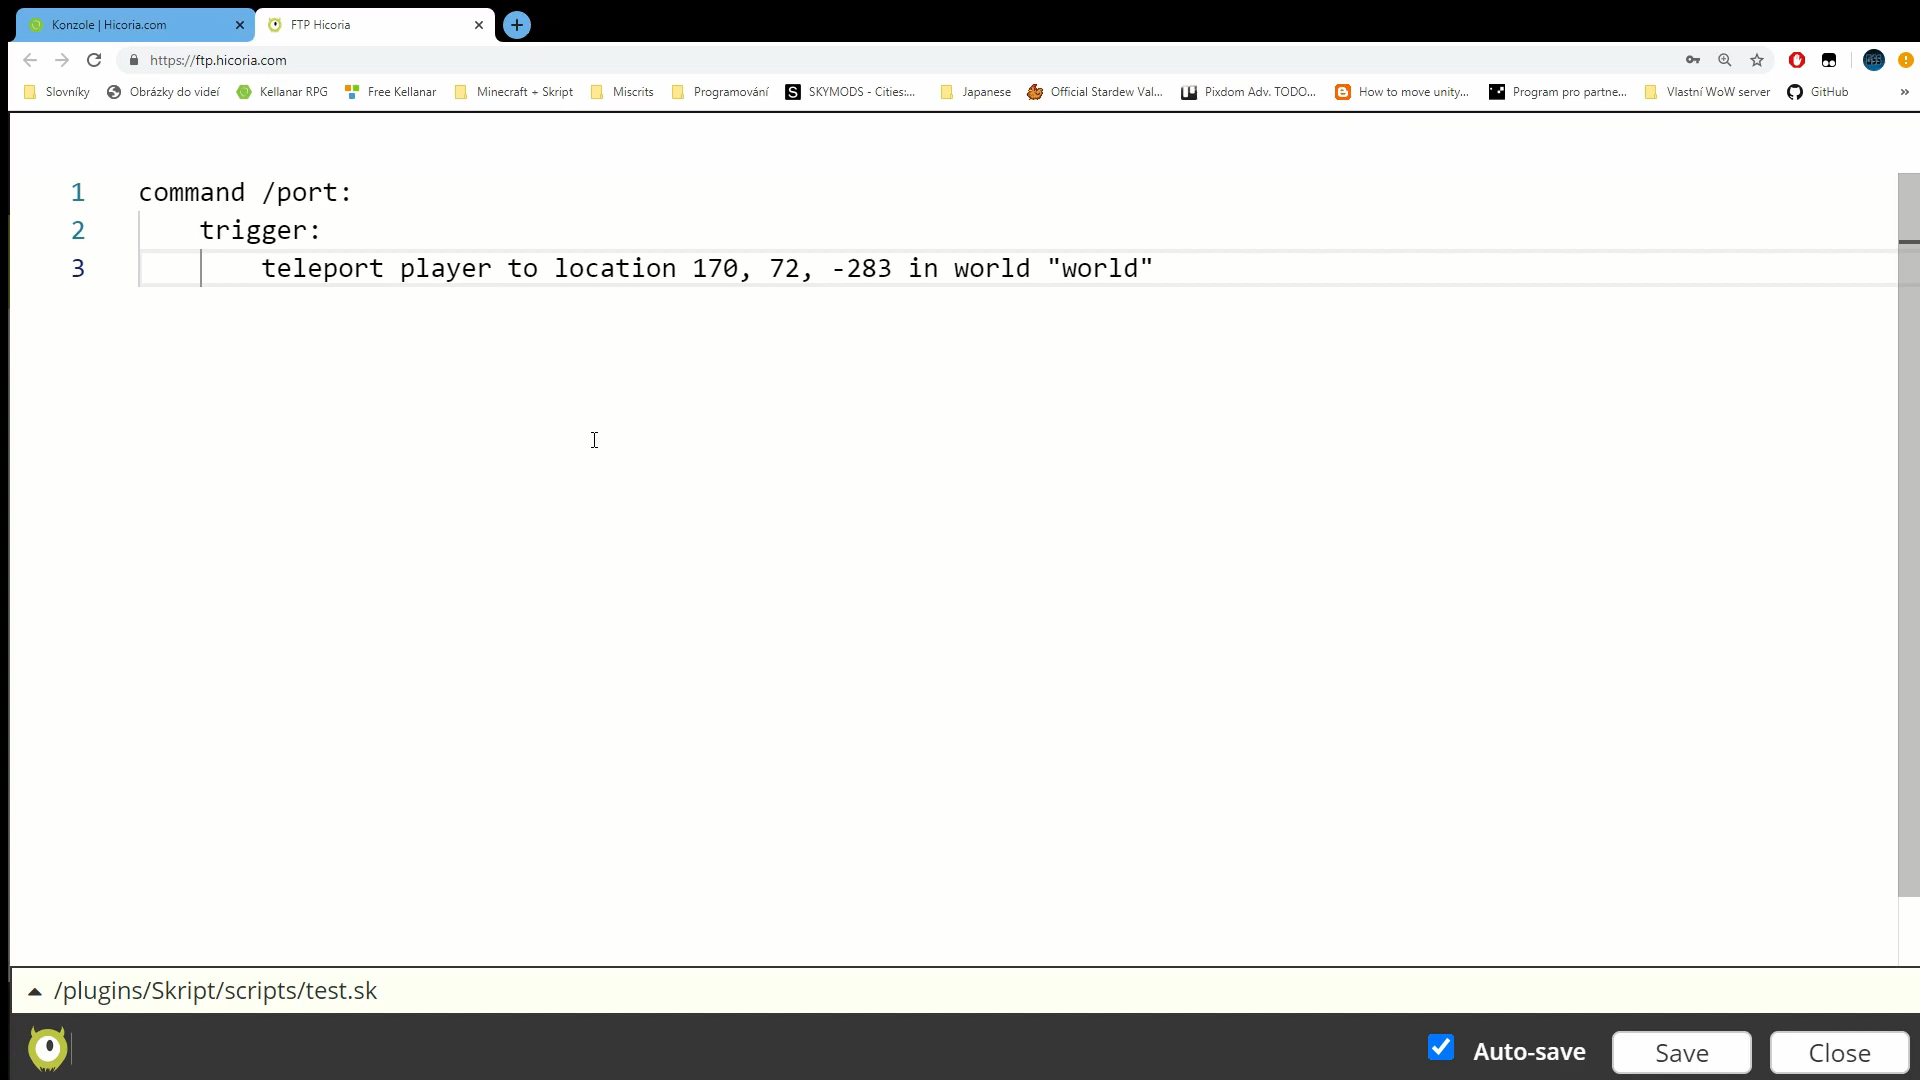 Konzole | Hicoria.com
FTP Hicoria
https://ftp.hicoria.com
Slovníky Obrázky do videí Kellanar RPG Free Kellanar Minecraft + Skript Miscrits Programování SKYMODS - Cities:... Japanese Official Stardew Val... Pixdom Adv. TODO... How to move unity... Program pro partne... Vlastní WoW server GitHub »
1 command /port:
2 trigger:
3 teleport player to location 170, 72, -283 in world "world"
/plugins/Skript/scripts/test.sk
Auto-save Save Close